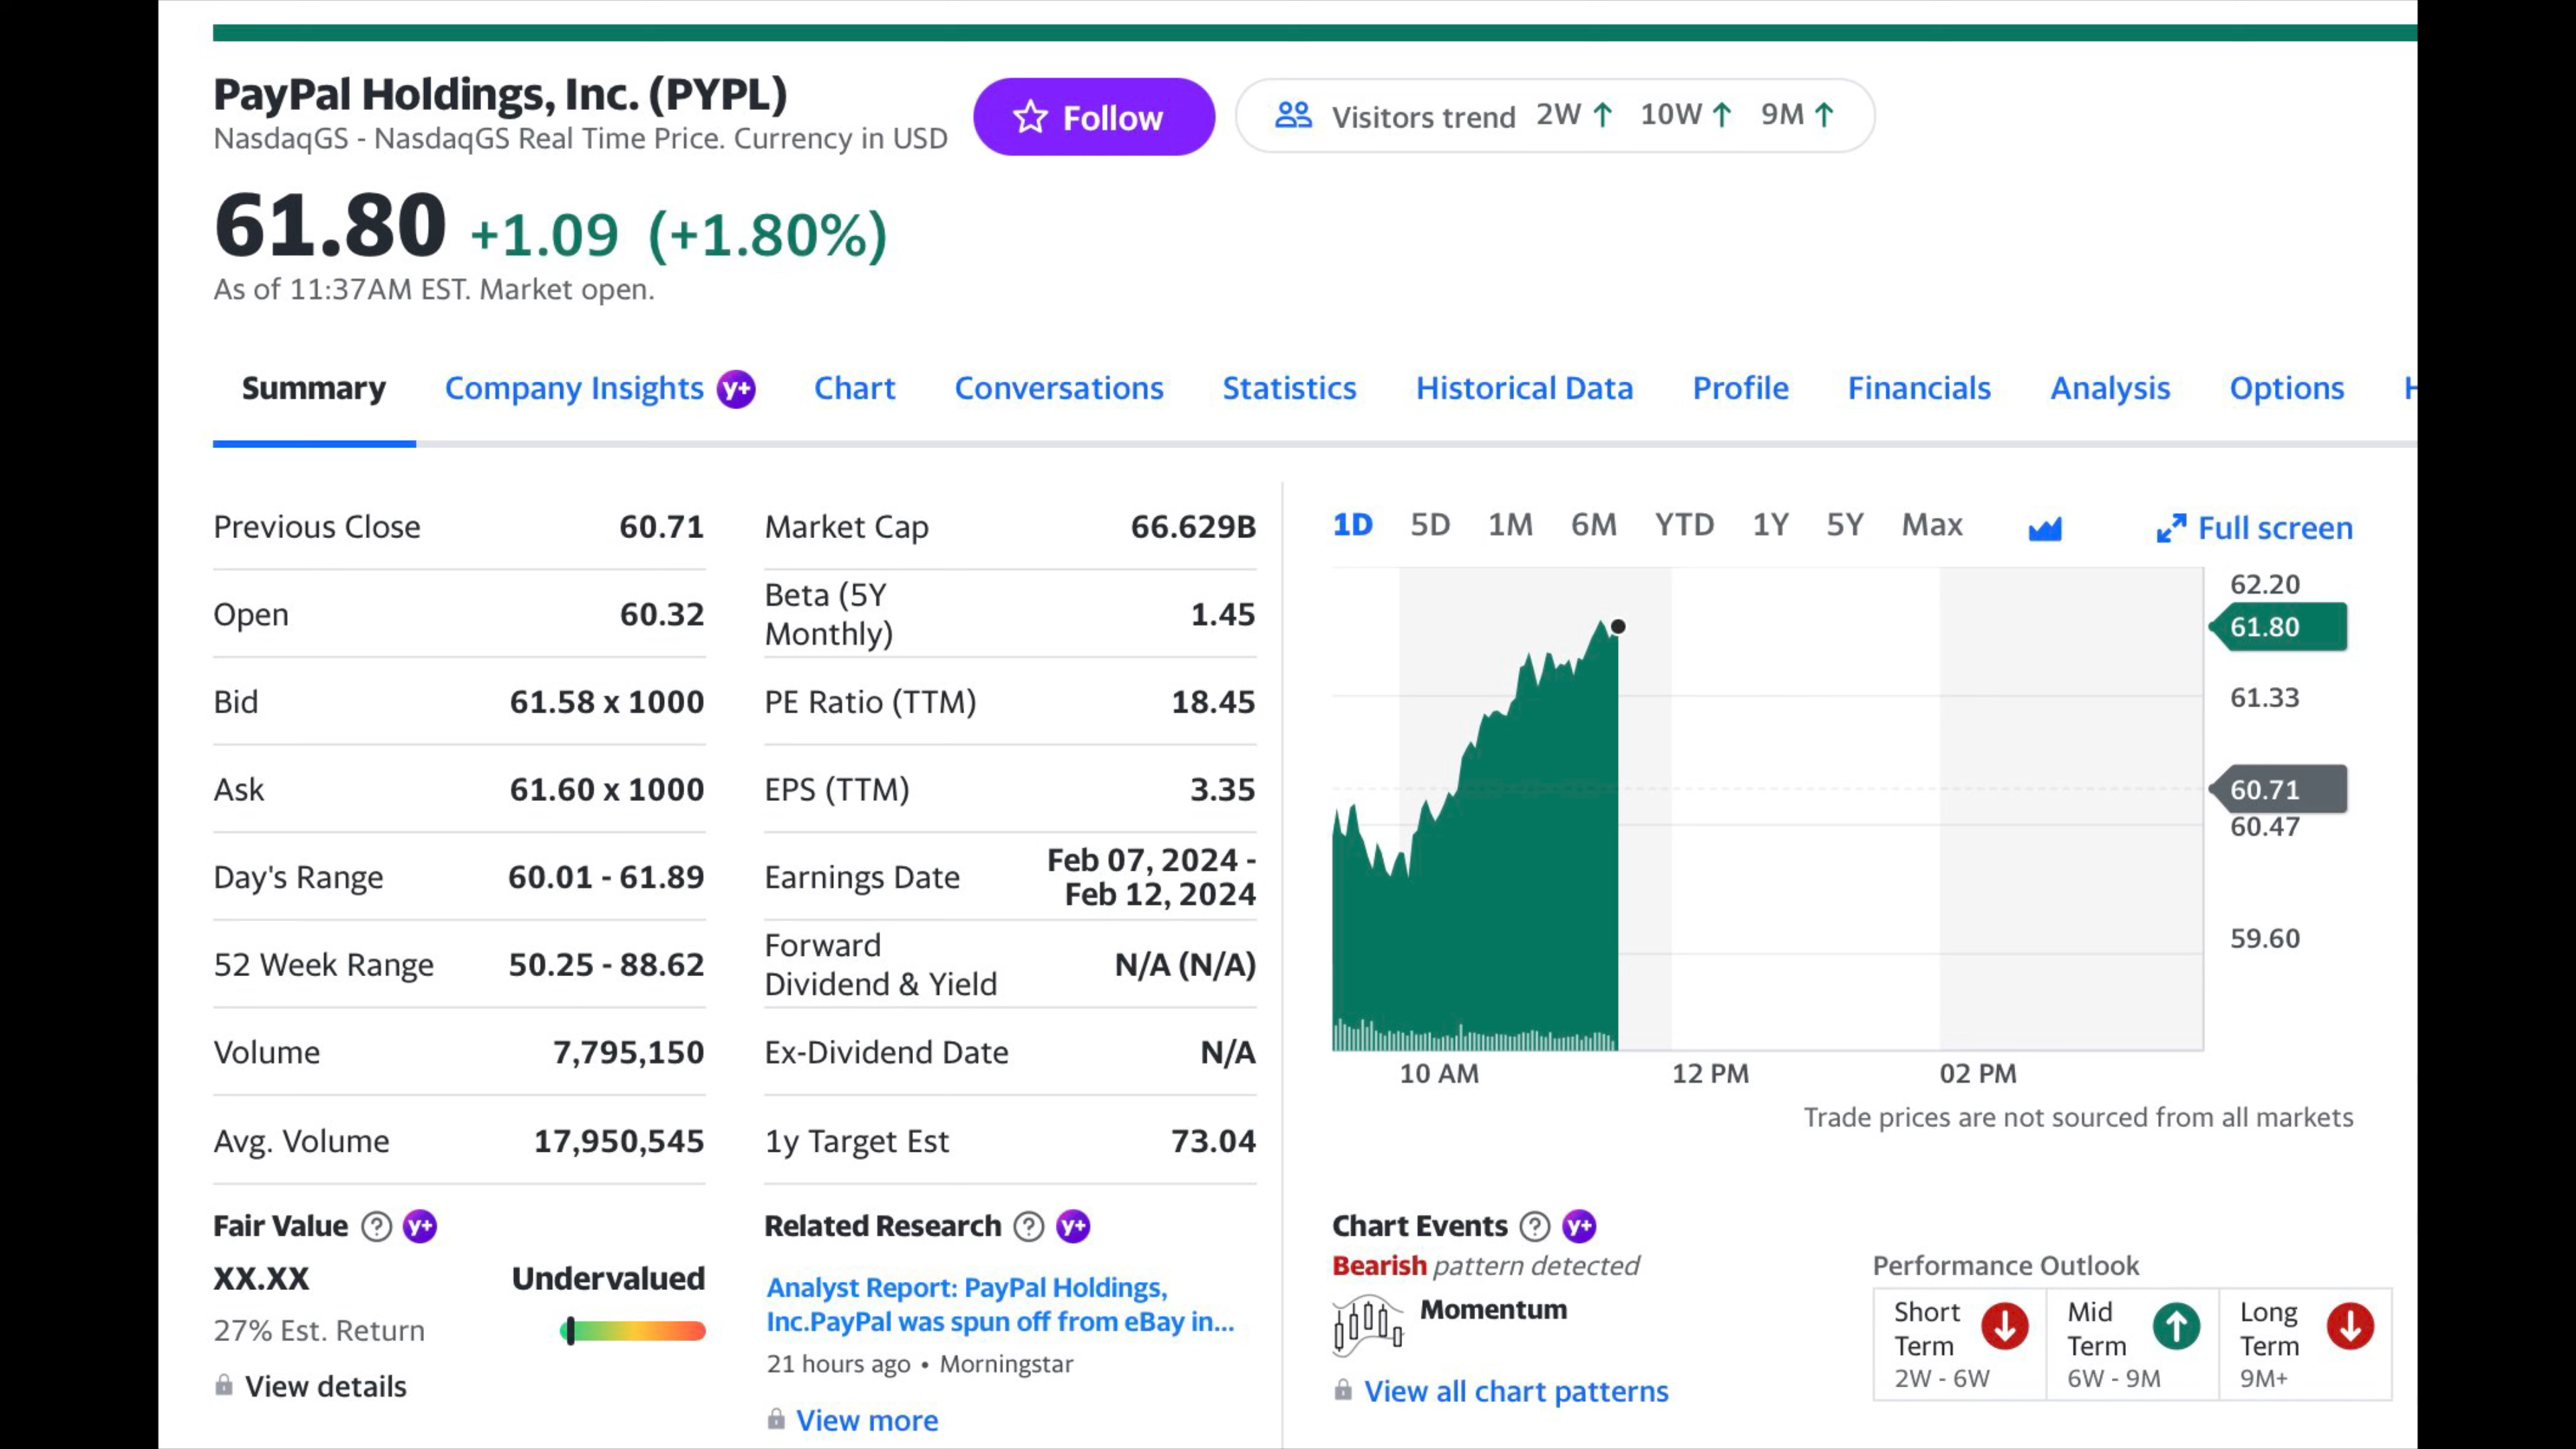 PayPal Holdings, Inc. (PYPL)
NasdaqGS - NasdaqGS Real Time Price. Currency in USD
Follow
Visitors trend 2W 10W 9M
61.80 +1.09 (+1.80%)
As of 11:37AM EST. Market open.
Summary Company Insights y+ Chart Conversations Statistics Historical Data Profile Financials Analysis Options H
Previous Close 60.71
Open 60.32
Bid 61.58 x 1000
Ask 61.60 x 1000
Day's Range 60.01 - 61.89
52 Week Range 50.25 - 88.62
Volume 7,795,150
Avg. Volume 17,950,545
Market Cap 66.629B
Beta (5Y
Monthly) 1.45
PE Ratio (TTM) 18.45
EPS (TTM) 3.35
Earnings Date Feb 07, 2024 -
Feb 12, 2024
Forward
Dividend & Yield N/A (N/A)
Ex-Dividend Date N/A
1y Target Est 73.04
1D 5D 1M 6M YTD 1Y 5Y Max Full screen
62.20
61.80
61.33
60.71
60.47
59.60
10 AM 12 PM 02 PM
Trade prices are not sourced from all markets
Fair Value ? y+
XX.XX Undervalued
27% Est. Return
View details
Related Research ? y+
Analyst Report: PayPal Holdings,
Inc.PayPal was spun off from eBay in...
21 hours ago • Morningstar
View more
Chart Events ? y+
Bearish pattern detected
Momentum
View all chart patterns
Performance Outlook
Short
Term
2W - 6W
Mid
Term
6W - 9M
Long
Term
9M+